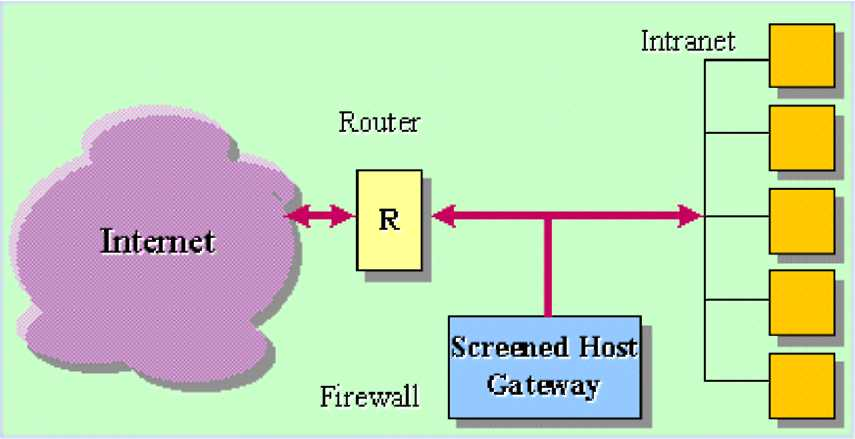 Intranet
Router
R
Internet
Screened Host
Gateway
Firewall